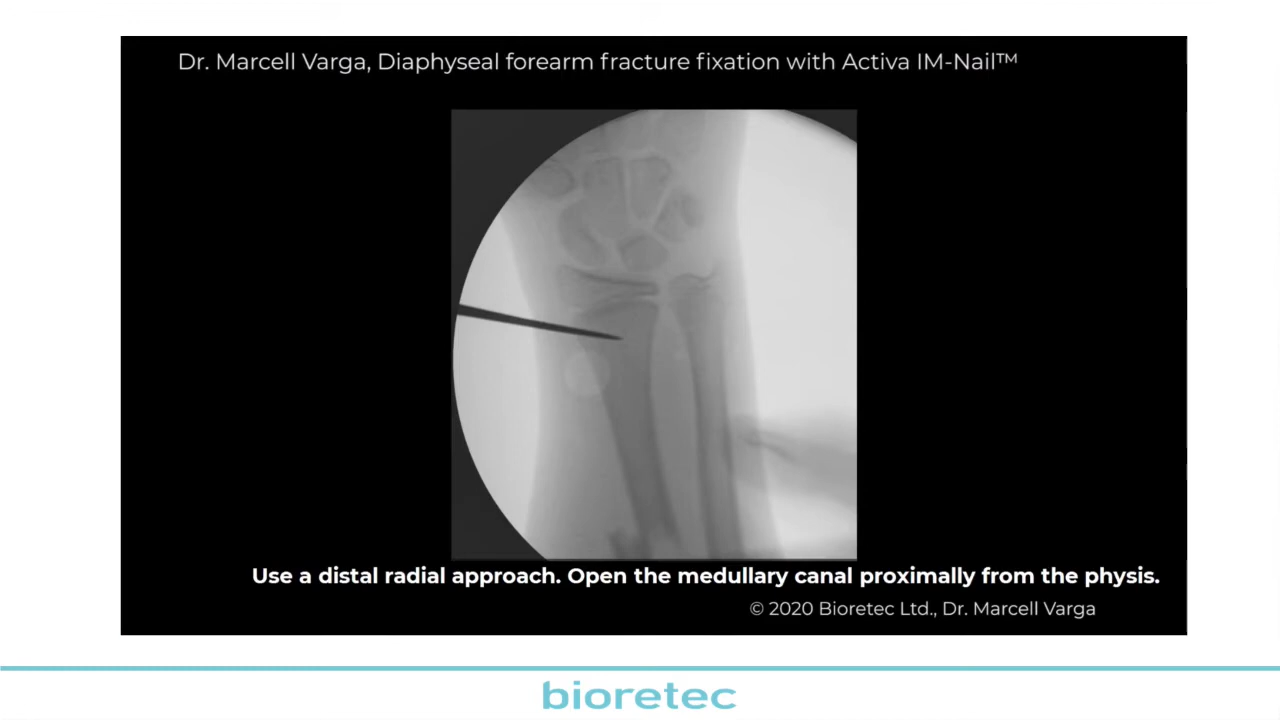 Dr. Marcell Varga, Diaphyseal forearm fracture fixation with Activa IM-Nail™
Use a distal radial approach. Open the medullary canal proximally from the physis.
© 2020 Bioretec Ltd., Dr. Marcell Varga
bioretec